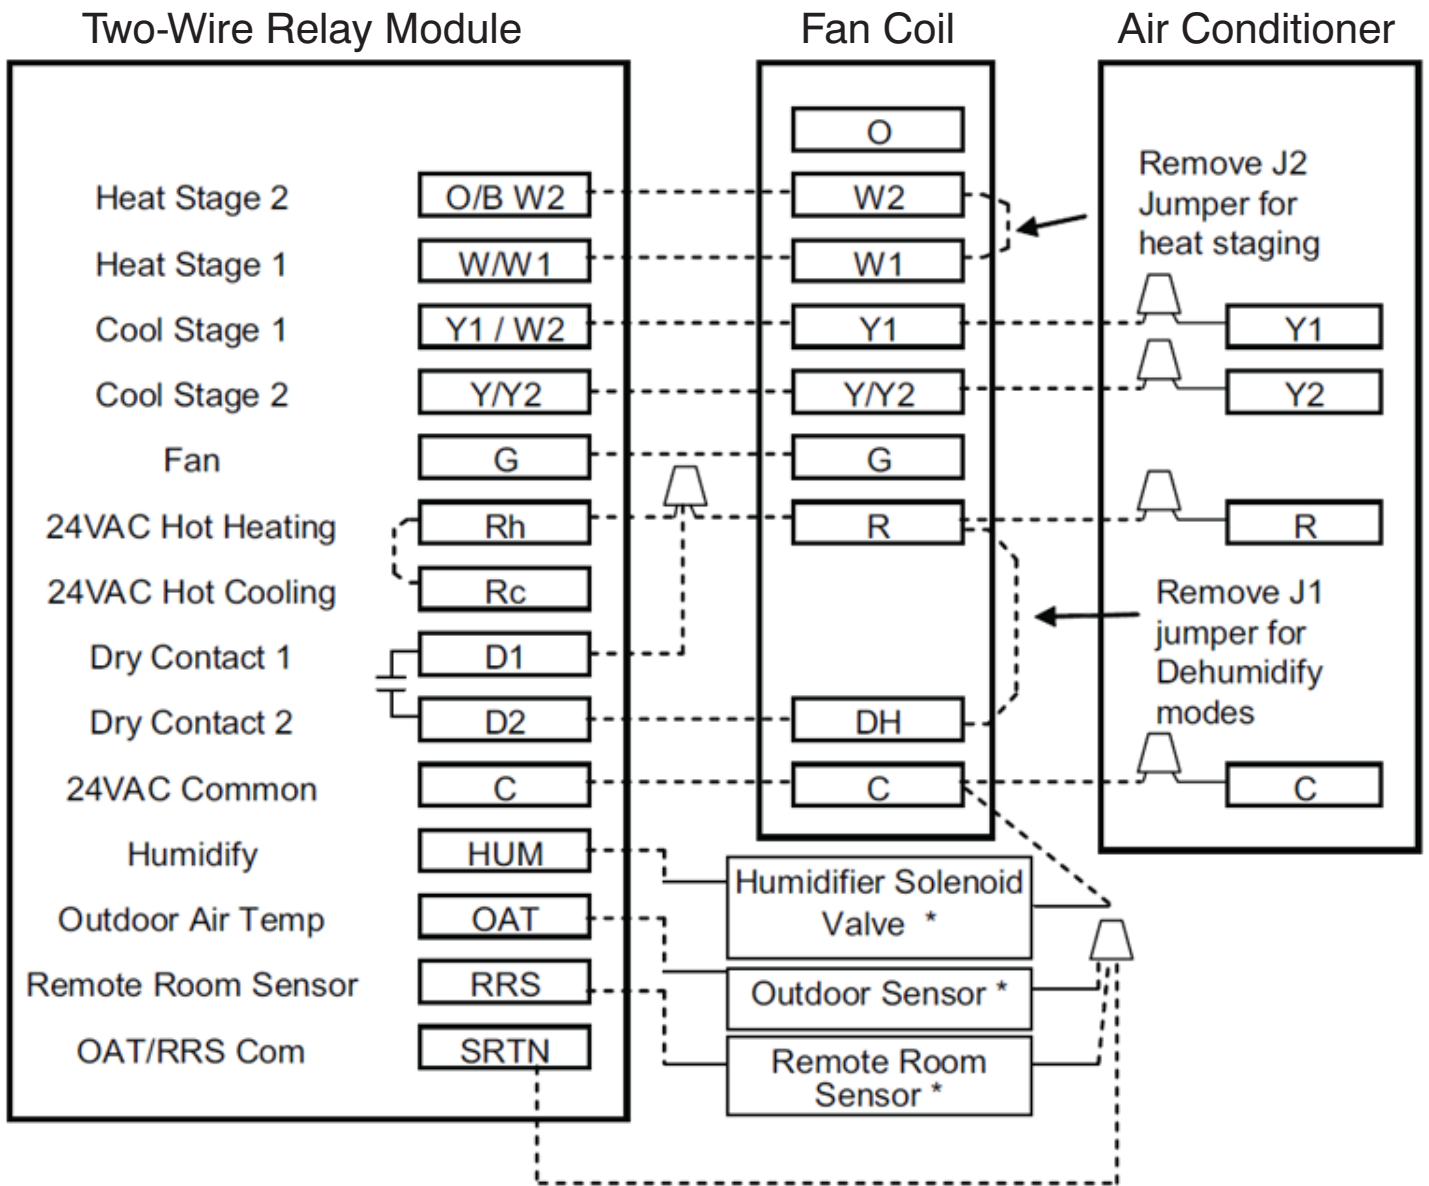 Two-Wire Relay Module
Fan Coil
Air Conditioner
O
Remove J2
Jumper for
heat staging
Heat Stage 2
O/B W2
W2
Heat Stage 1
W/W1
W1
Cool Stage 1
Y1 / W2
Y1
Y1
Cool Stage 2
Y/Y2
Y/Y2
Y2
Fan
G
G
24VAC Hot Heating
Rh
R
R
24VAC Hot Cooling
Rc
Remove J1
jumper for
Dehumidify
modes
Dry Contact 1
D1
Dry Contact 2
D2
DH
24VAC Common
C
C
C
Humidify
HUM
Humidifier Solenoid
Valve *
Outdoor Air Temp
OAT
Outdoor Sensor *
Remote Room Sensor
RRS
Remote Room
Sensor *
OAT/RRS Com
SRTN